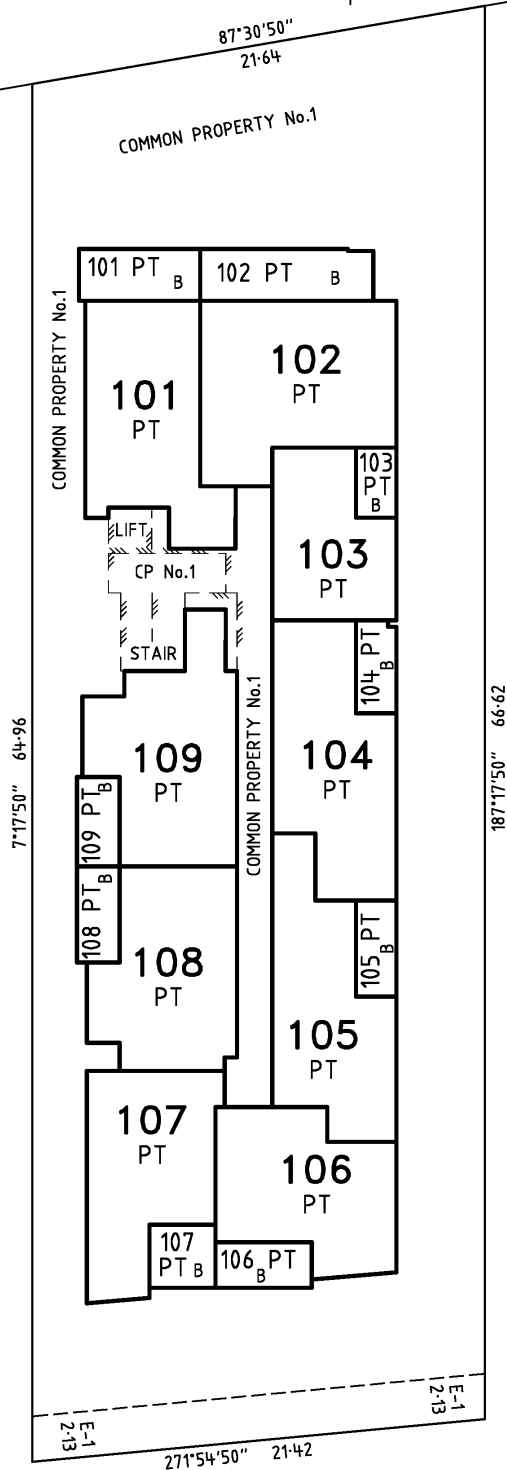 87°30'50"
21·64
COMMON PROPERTY No.1
101 PT B
102 PT B
COMMON PROPERTY No.1
101
PT
102
PT
103
PT
B
LIFT
103
PT
CP No.1
STAIR
104 PT
B
COMMON PROPERTY No.1
109
PT
104
PT
7°17'50" 64·96
187°17'50" 66·62
109 PT B
108 PT B
108
PT
105 PT
B
105
PT
107
PT
106
PT
107
PT B
106 PT
B
E-1
2·13
E-1
2·13
271°54'50" 21·42